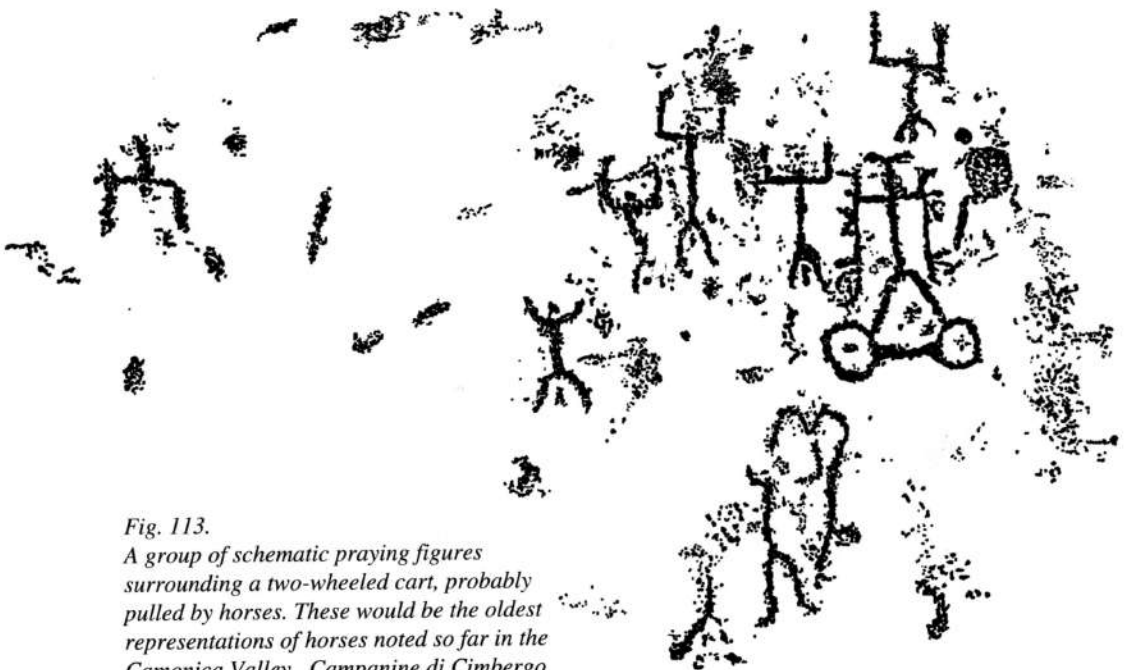 Fig. 113.
A group of schematic praying figures
surrounding a two-wheeled cart, probably
pulled by horses. These would be the oldest
representations of horses noted so far in the
Camonica Valley. Campanine di Cimbergo